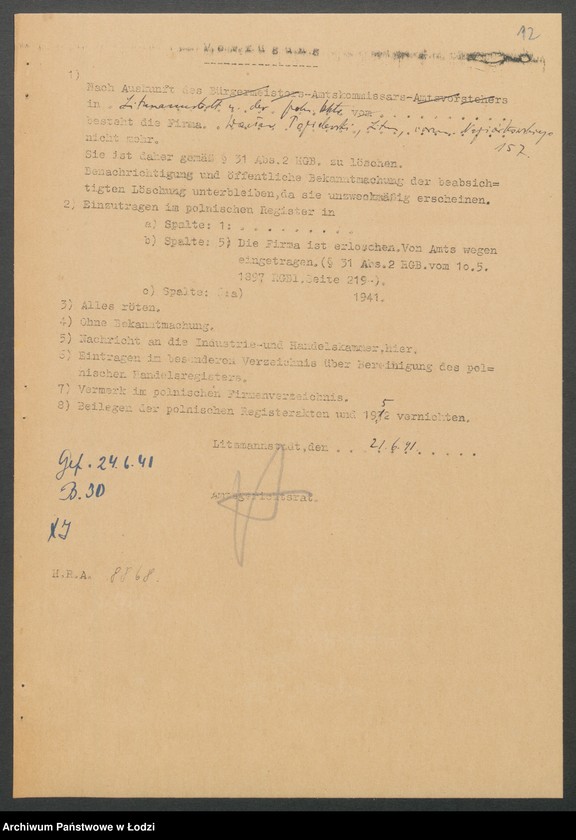 12
Verfügung
1)
Nach Auskunft des Bürgermeisters-Amtskommissars-Amtsvorstehers
in . Litzmannstadt u. der poln. Akte
besteht die Firma.
157.
nicht mehr.
Sie ist daher gemäß § 31 Abs.2 HGB. zu löschen.
Benachrichtigung und öffentliche Bekanntmachung der beabsich=
tigten Löschung unterbleiben,da sie unzweckmäßig erscheinen.
2) Einzutragen im polnischen Register in
a) Spalte: 1: . . . . . . . . . .
b) Spalte: 5: Die Firma ist erloschen.Von Amts wegen
eingetragen.(§ 31 Abs.2 HGB.vom 10.5.
1897 RGBl.Seite 219-).
c) Spalte: :a) 1941.
3) Alles röten.
4) Ohne Bekanntmachung.
5) Nachricht an die Industrie-und Handelskammer,hier.
6) Eintragen im besonderen Verzeichnis über Bereinigung des pol=
nischen Handelsregisters.
7) Vermerk im polnischen Firmenverzeichnis.
8) Beilegen der polnischen Registerakten und 1952 vernichten.
Litzmannstadt,den . . . 21.6.41 . . . . .
Gef. 24.6.41
B. 30
Amtsgerichtsrat.
H.R.A. 8868.
Archiwum Państwowe w Łodzi